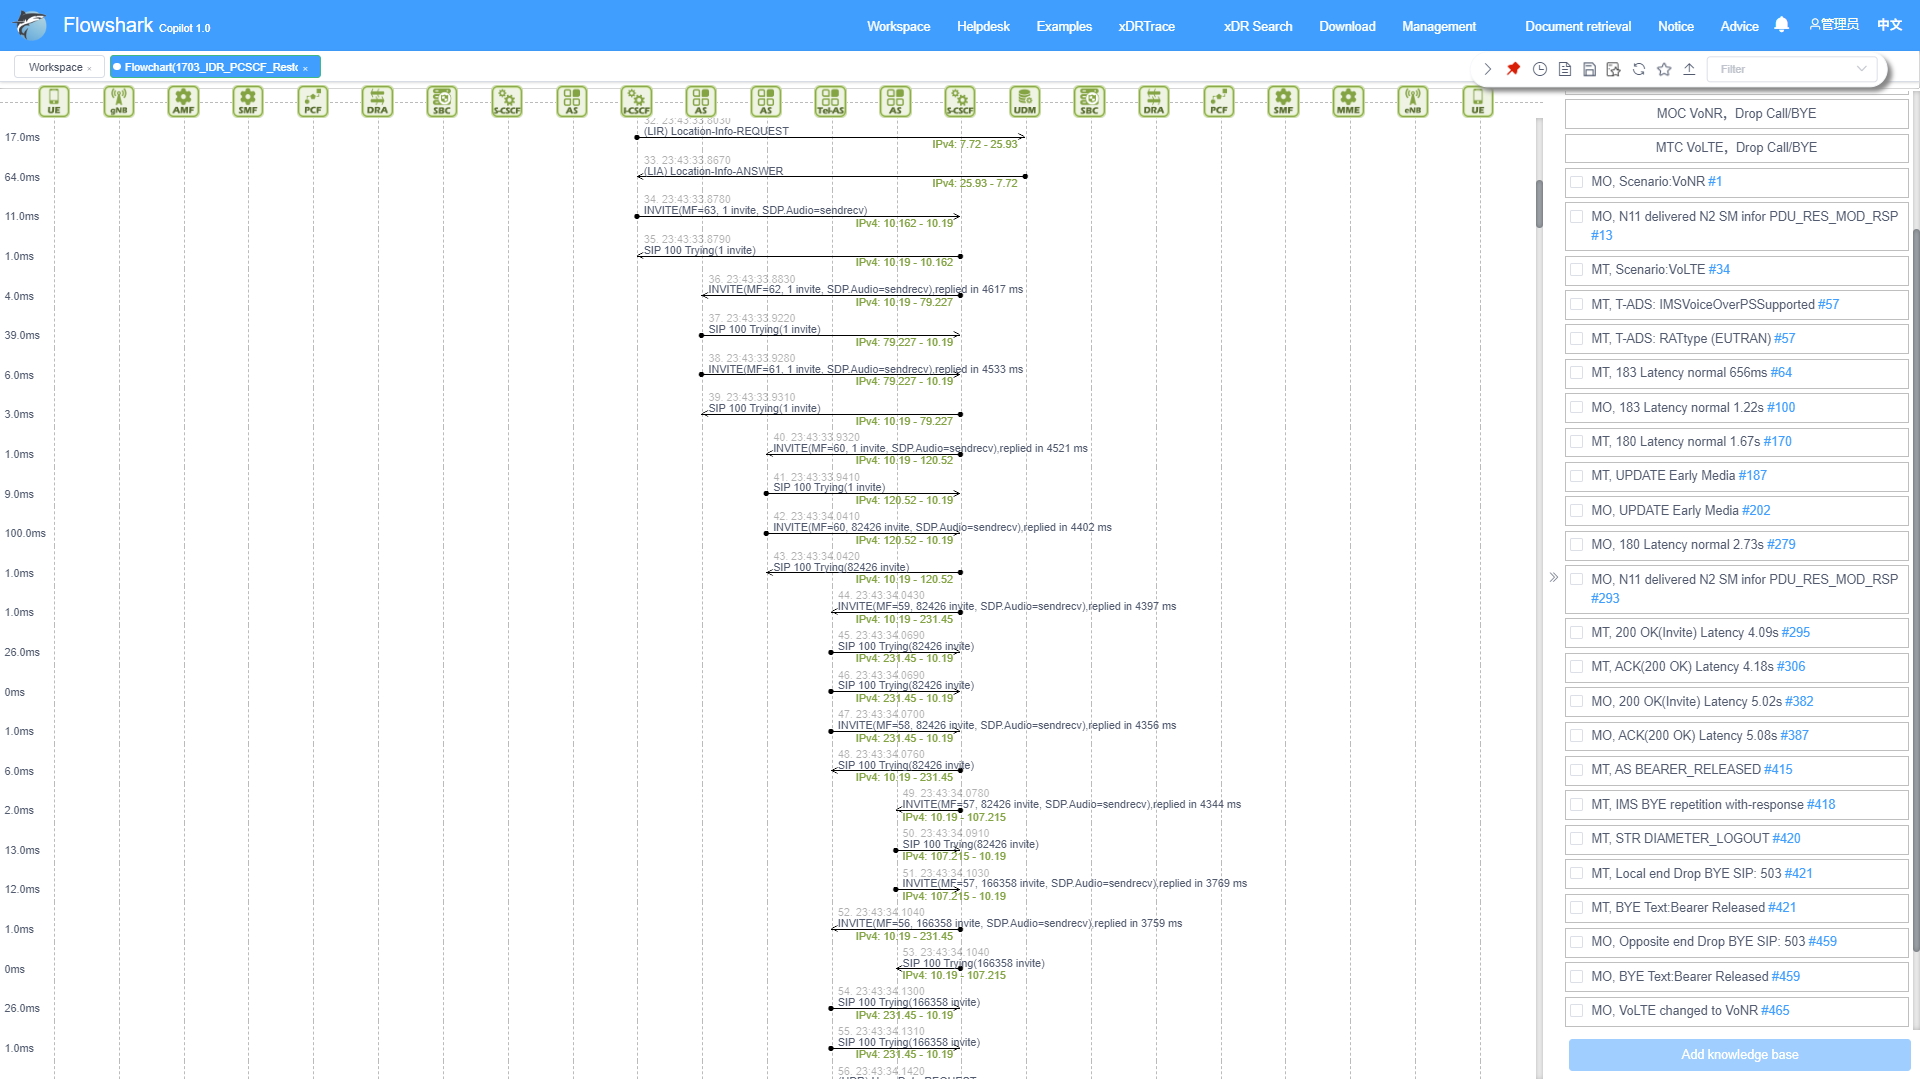 Flowshark Copilot 1.0
Workspace
Helpdesk
Examples
xDRTrace
xDR Search
Download
Management
Document retrieval
Notice
Advice
管理员
中文
Workspace ×
Flowchart(1703_IDR_PCSCF_Resto ×
Filter
UE
gNB
AMF
SMF
PCF
DRA
SBC
S-CSCF
AS
I-CSCF
AS
AS
Tel-AS
AS
S-CSCF
UDM
SBC
DRA
PCF
SMF
MME
eNB
UE
32. 23:43:33.8030
17.0ms
(LIR) Location-Info-REQUEST
IPv4: 7.72 - 25.93
33. 23:43:33.8670
64.0ms
(LIA) Location-Info-ANSWER
IPv4: 25.93 - 7.72
34. 23:43:33.8780
11.0ms
INVITE(MF=63, 1 invite, SDP.Audio=sendrecv)
IPv4: 10.162 - 10.19
35. 23:43:33.8790
1.0ms
SIP 100 Trying(1 invite)
IPv4: 10.19 - 10.162
36. 23:43:33.8830
4.0ms
INVITE(MF=62, 1 invite, SDP.Audio=sendrecv),replied in 4617 ms
IPv4: 10.19 - 79.227
37. 23:43:33.9220
39.0ms
SIP 100 Trying(1 invite)
IPv4: 79.227 - 10.19
38. 23:43:33.9280
6.0ms
INVITE(MF=61, 1 invite, SDP.Audio=sendrecv),replied in 4533 ms
IPv4: 79.227 - 10.19
39. 23:43:33.9310
3.0ms
SIP 100 Trying(1 invite)
IPv4: 10.19 - 79.227
40. 23:43:33.9320
1.0ms
INVITE(MF=60, 1 invite, SDP.Audio=sendrecv),replied in 4521 ms
IPv4: 10.19 - 120.52
41. 23:43:33.9410
9.0ms
SIP 100 Trying(1 invite)
IPv4: 120.52 - 10.19
42. 23:43:34.0410
100.0ms
INVITE(MF=60, 82426 invite, SDP.Audio=sendrecv),replied in 4402 ms
IPv4: 120.52 - 10.19
43. 23:43:34.0420
1.0ms
SIP 100 Trying(82426 invite)
IPv4: 10.19 - 120.52
44. 23:43:34.0430
1.0ms
INVITE(MF=59, 82426 invite, SDP.Audio=sendrecv),replied in 4397 ms
IPv4: 10.19 - 231.45
45. 23:43:34.0690
26.0ms
SIP 100 Trying(82426 invite)
IPv4: 231.45 - 10.19
46. 23:43:34.0690
0ms
SIP 100 Trying(82426 invite)
IPv4: 231.45 - 10.19
47. 23:43:34.0700
1.0ms
INVITE(MF=58, 82426 invite, SDP.Audio=sendrecv),replied in 4356 ms
IPv4: 231.45 - 10.19
48. 23:43:34.0760
6.0ms
SIP 100 Trying(82426 invite)
IPv4: 10.19 - 231.45
49. 23:43:34.0780
2.0ms
INVITE(MF=57, 82426 invite, SDP.Audio=sendrecv),replied in 4344 ms
IPv4: 10.19 - 107.215
50. 23:43:34.0910
13.0ms
SIP 100 Trying(82426 invite)
IPv4: 107.215 - 10.19
51. 23:43:34.1030
12.0ms
INVITE(MF=57, 166358 invite, SDP.Audio=sendrecv),replied in 3769 ms
IPv4: 107.215 - 10.19
52. 23:43:34.1040
1.0ms
INVITE(MF=56, 166358 invite, SDP.Audio=sendrecv),replied in 3759 ms
IPv4: 10.19 - 231.45
53. 23:43:34.1040
0ms
SIP 100 Trying(166358 invite)
IPv4: 10.19 - 107.215
54. 23:43:34.1300
26.0ms
SIP 100 Trying(166358 invite)
IPv4: 231.45 - 10.19
55. 23:43:34.1310
1.0ms
SIP 100 Trying(166358 invite)
IPv4: 231.45 - 10.19
56. 23:43:34.1420
MOC VoNR，Drop Call/BYE
MTC VoLTE，Drop Call/BYE
MO, Scenario:VoNR #1
MO, N11 delivered N2 SM infor PDU_RES_MOD_RSP
#13
MT, Scenario:VoLTE #34
MT, T-ADS: IMSVoiceOverPSSupported #57
MT, T-ADS: RATtype (EUTRAN) #57
MT, 183 Latency normal 656ms #64
MO, 183 Latency normal 1.22s #100
MT, 180 Latency normal 1.67s #170
MT, UPDATE Early Media #187
MO, UPDATE Early Media #202
MO, 180 Latency normal 2.73s #279
MO, N11 delivered N2 SM infor PDU_RES_MOD_RSP
#293
MT, 200 OK(Invite) Latency 4.09s #295
MT, ACK(200 OK) Latency 4.18s #306
MO, 200 OK(Invite) Latency 5.02s #382
MO, ACK(200 OK) Latency 5.08s #387
MT, AS BEARER_RELEASED #415
MT, IMS BYE repetition with-response #418
MT, STR DIAMETER_LOGOUT #420
MT, Local end Drop BYE SIP: 503 #421
MT, BYE Text:Bearer Released #421
MO, Opposite end Drop BYE SIP: 503 #459
MO, BYE Text:Bearer Released #459
MO, VoLTE changed to VoNR #465
Add knowledge base